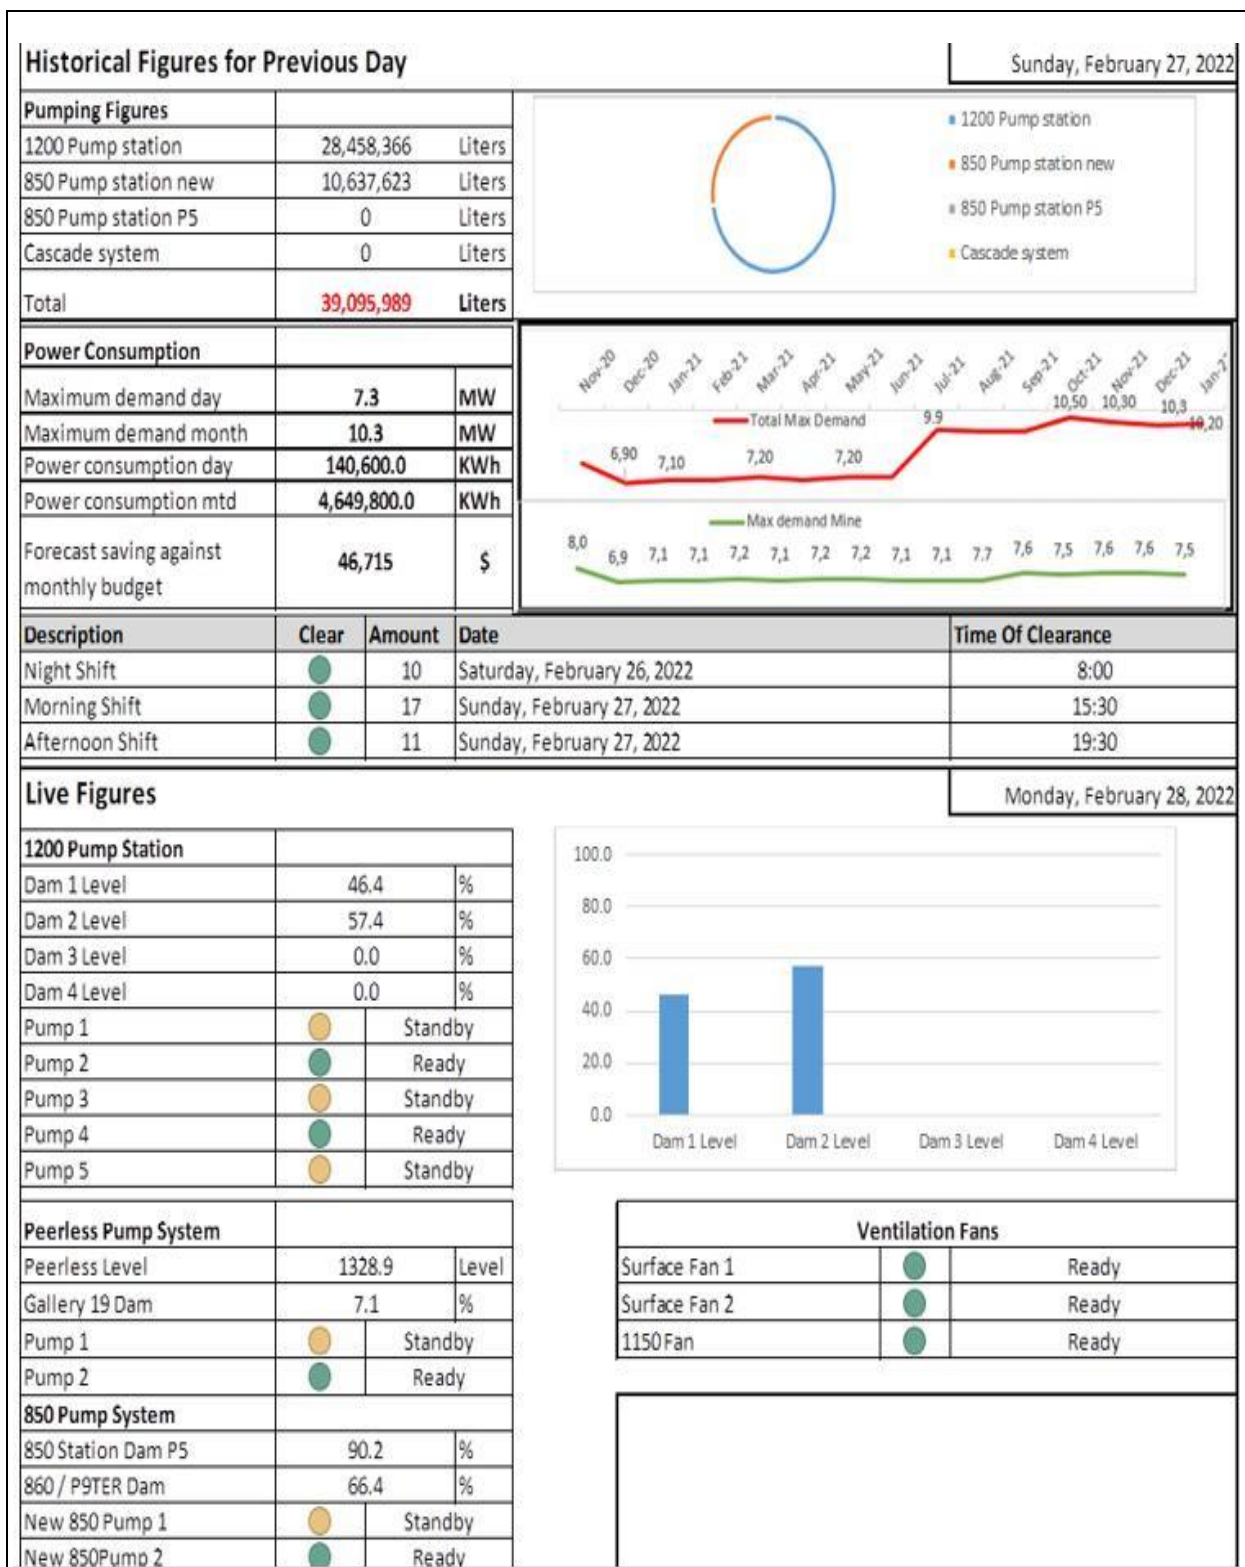 Historical Figures for Previous Day Sunday, February 27, 2022
Pumping Figures
1200 Pump station 28,458,366 Liters
850 Pump station new 10,637,623 Liters
850 Pump station P5 0 Liters
Cascade system 0 Liters
Total 39,095,989 Liters
1200 Pump station
850 Pump station new
850 Pump station P5
Cascade system
Power Consumption
Maximum demand day 7.3 MW
Maximum demand month 10.3 MW
Power consumption day 140,600.0 KWh
Power consumption mtd 4,649,800.0 KWh
Forecast saving against
monthly budget 46,715 $
Nov-20 Dec-20 Jan-21 Feb-21 Mar-21 Apr-21 May-21 Jun-21 Jul-21 Aug-21 Sep-21 Oct-21 Nov-21 Dec-21 Jan-2
Total Max Demand
6,90 7,10 7,20 7,20 9.9 10,50 10,30 10,3 10,20
Max demand Mine
8,0 6,9 7,1 7,1 7,2 7,1 7,2 7,2 7,1 7,1 7.7 7,6 7,5 7,6 7,6 7,5
Description Clear Amount Date Time Of Clearance
Night Shift 10 Saturday, February 26, 2022 8:00
Morning Shift 17 Sunday, February 27, 2022 15:30
Afternoon Shift 11 Sunday, February 27, 2022 19:30
Live Figures Monday, February 28, 2022
1200 Pump Station
Dam 1 Level 46.4 %
Dam 2 Level 57.4 %
Dam 3 Level 0.0 %
Dam 4 Level 0.0 %
Pump 1 Standby
Pump 2 Ready
Pump 3 Standby
Pump 4 Ready
Pump 5 Standby
100.0
80.0
60.0
40.0
20.0
0.0
Dam 1 Level Dam 2 Level Dam 3 Level Dam 4 Level
Peerless Pump System
Peerless Level 1328.9 Level
Gallery 19 Dam 7.1 %
Pump 1 Standby
Pump 2 Ready
Ventilation Fans
Surface Fan 1 Ready
Surface Fan 2 Ready
1150 Fan Ready
850 Pump System
850 Station Dam P5 90.2 %
860 / P9TER Dam 66.4 %
New 850 Pump 1 Standby
New 850Pump 2 Ready